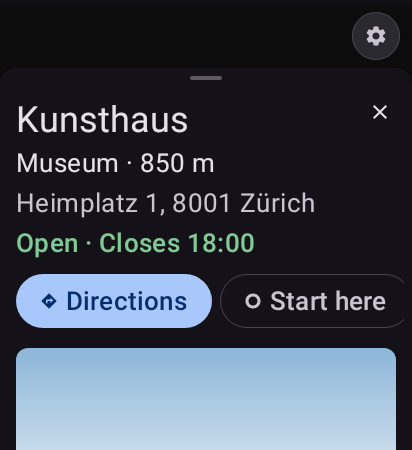 Kunsthaus
Museum · 850 m
Heimplatz 1, 8001 Zürich
Open · Closes 18:00
Directions
Start here